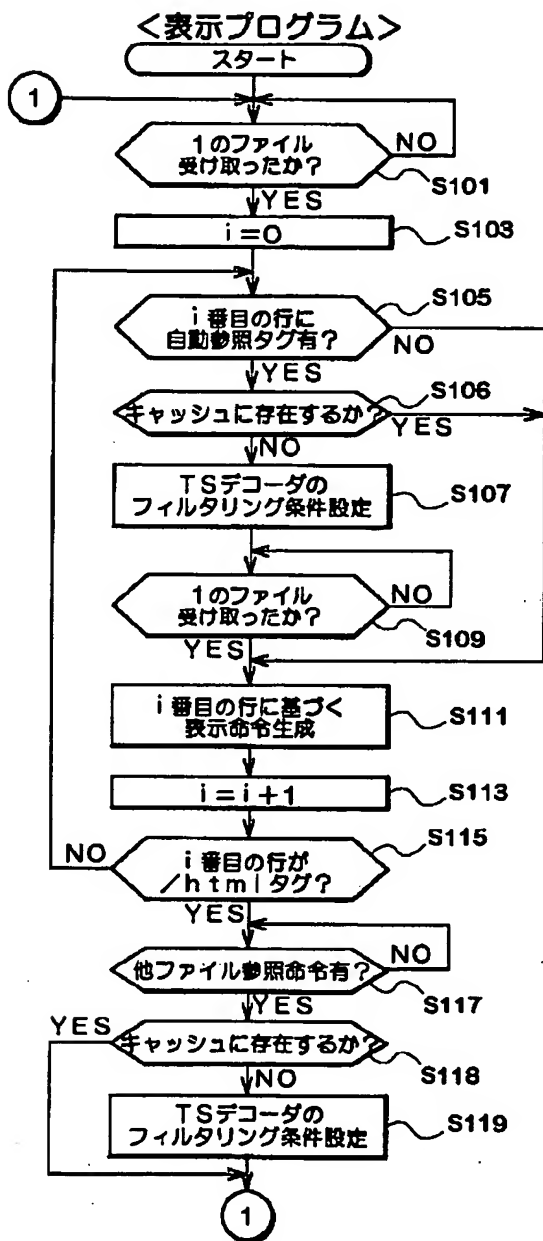 ＜表示プログラム＞
スタート
1
1のファイル
受け取ったか？
NO
S101
YES
i＝0
S103
S105
i番目の行に
自動参照タグ有？
NO
YES
S106
キャッシュに存在するか？
YES
NO
TSデコーダの
フィルタリング条件設定
S107
1のファイル
受け取ったか？
NO
S109
YES
i番目の行に基づく
表示命令生成
S111
i＝i＋1
S113
S115
NO
i番目の行が
／htmlタグ？
YES
NO
他ファイル参照命令有？
S117
YES
YES
キャッシュに存在するか？
S118
NO
TSデコーダの
フィルタリング条件設定
S119
1